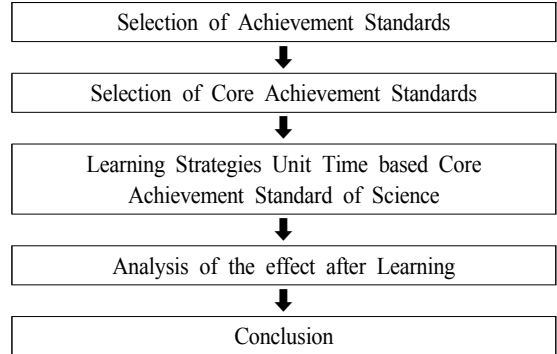 Selection of Achievement Standards
Selection of Core Achievement Standards
Learning Strategies Unit Time based Core
Achievement Standard of Science
Analysis of the effect after Learning
Conclusion